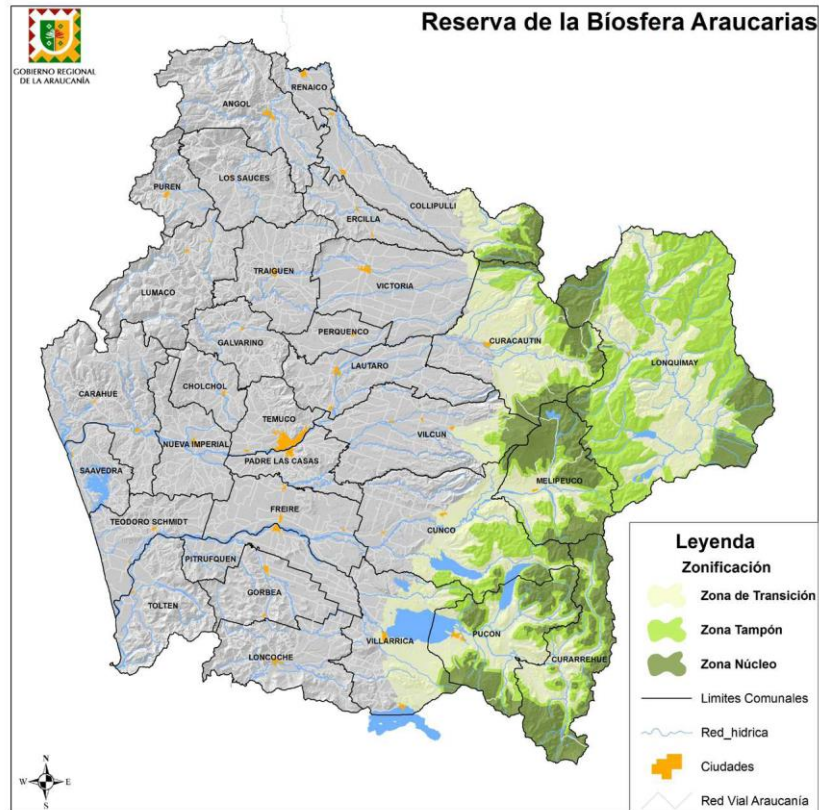 Reserva de la Bíosfera Araucarias
GOBIERNO REGIONAL
DE LA ARAUCANÍA
RENAICO
ANGOL
LOS SAUCES
PUREN
COLLIPULLI
ERCILLA
TRAIGUEN
VICTORIA
LUMACO
PERQUENCO
CURACAUTIN
GALVARINO
LONQUIMAY
LAUTARO
CHOLCHOL
CARAHUE
TEMUCO
VILCUN
NUEVA IMPERIAL
PADRE LAS CASAS
SAAVEDRA
MELIPEUCO
FREIRE
TEODORO SCHMIDT
CUNCO
PITRUFQUEN
GORBEA
TOLTEN
VILLARRICA
PUCON
LONCOCHE
CURARREHUE
Leyenda
Zonificación
Zona de Transición
Zona Tampón
Zona Núcleo
Limites Comunales
Red_hidrica
Ciudades
Red Vial Araucanía
N
W E
S